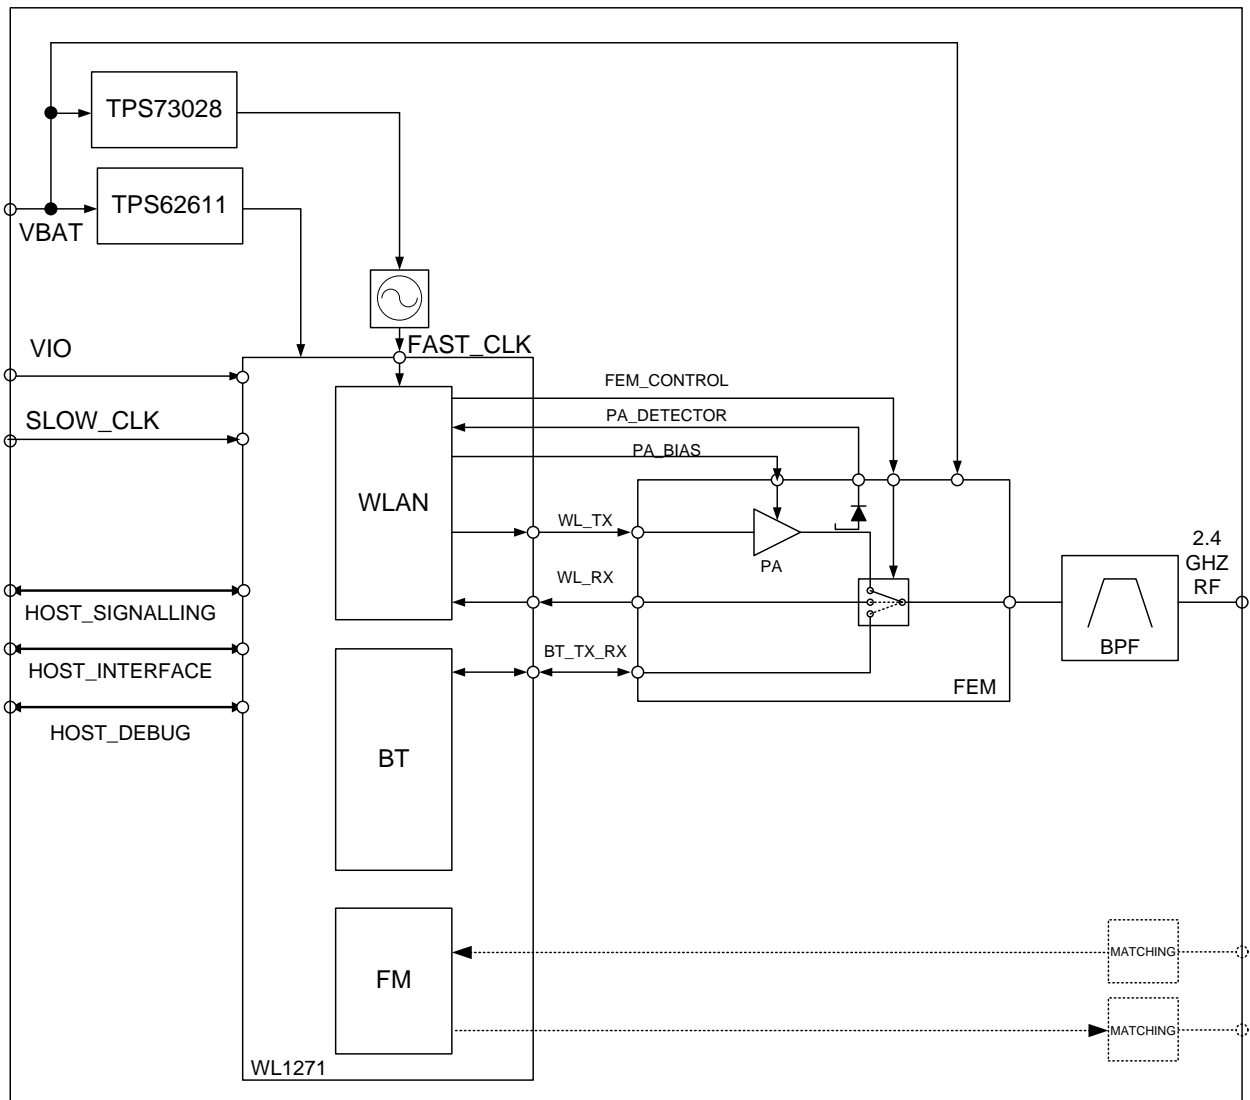 TPS73028
TPS62611
VBAT
FAST_CLK
VIO
SLOW_CLK
FEM_CONTROL
PA_DETECTOR
PA_BIAS
WLAN
WL_TX
PA
WL_RX
2.4
GHZ
RF
BPF
HOST_SIGNALLING
HOST_INTERFACE
HOST_DEBUG
BT_TX_RX
FEM
BT
FM
MATCHING
MATCHING
WL1271